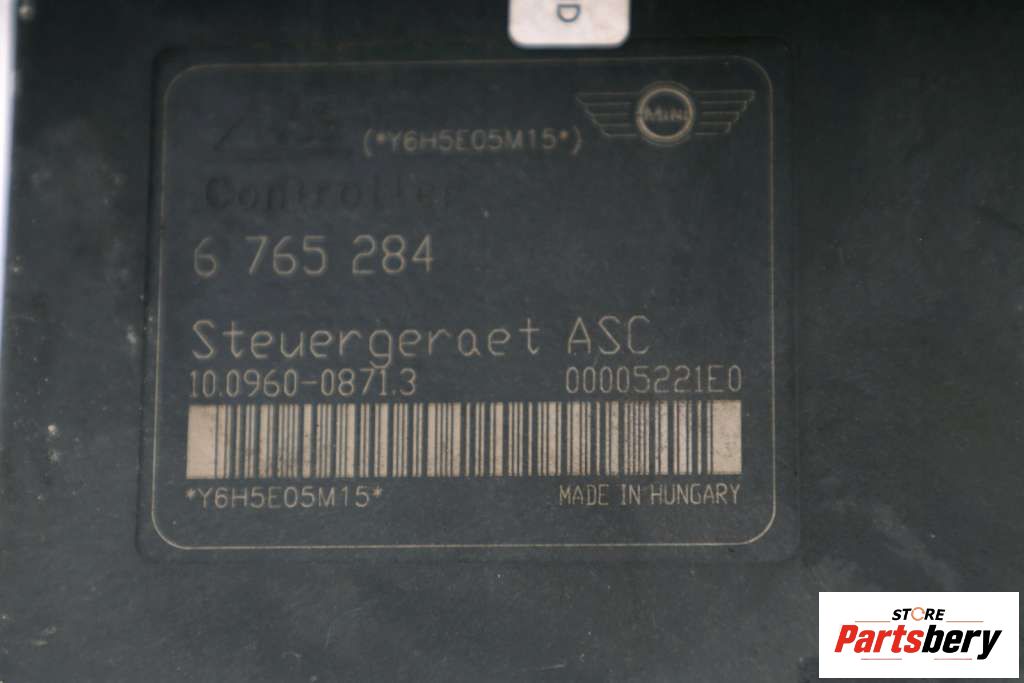 D
MINI
(*Y6H5E05M15*)
Controller
6 765 284
Steuergeraet ASC
10.0960-0871.3 00005221E0
*Y6H5E05M15*
MADE IN HUNGARY
STORE
Partsbery